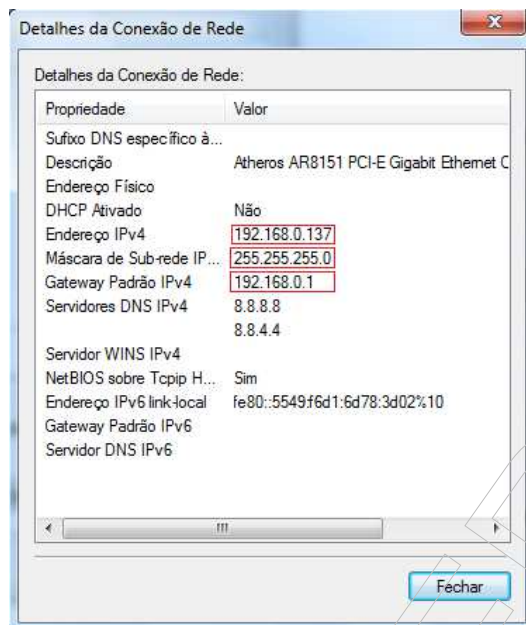 Detalhes da Conexão de Rede
Detalhes da Conexão de Rede:
Propriedade Valor
Sufixo DNS específico à...
Descrição Atheros AR8151 PCI-E Gigabit Ethernet C
Endereço Físico
DHCP Ativado Não
Endereço IPv4 192.168.0.137
Máscara de Sub-rede IP... 255.255.255.0
Gateway Padrão IPv4 192.168.0.1
Servidores DNS IPv4 8.8.8.8
8.8.4.4
Servidor WINS IPv4
NetBIOS sobre Tcpip H... Sim
Endereço IPv6 link-local fe80::5549:f6d1:6d78:3d02%10
Gateway Padrão IPv6
Servidor DNS IPv6
Fechar